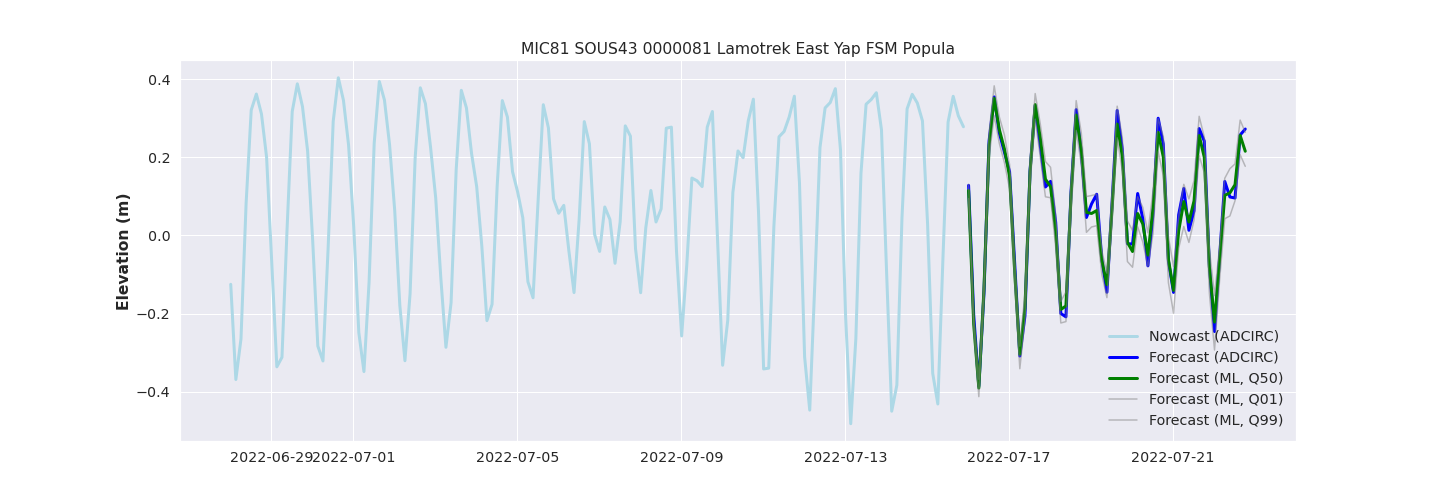 MIC81 SOUS43 0000081 Lamotrek East Yap FSM Popula
Elevation (m)
0.4
0.2
0.0
−0.2
−0.4
Nowcast (ADCIRC)
Forecast (ADCIRC)
Forecast (ML, Q50)
Forecast (ML, Q01)
Forecast (ML, Q99)
2022-06-29 2022-07-01 2022-07-05 2022-07-09 2022-07-13 2022-07-17 2022-07-21